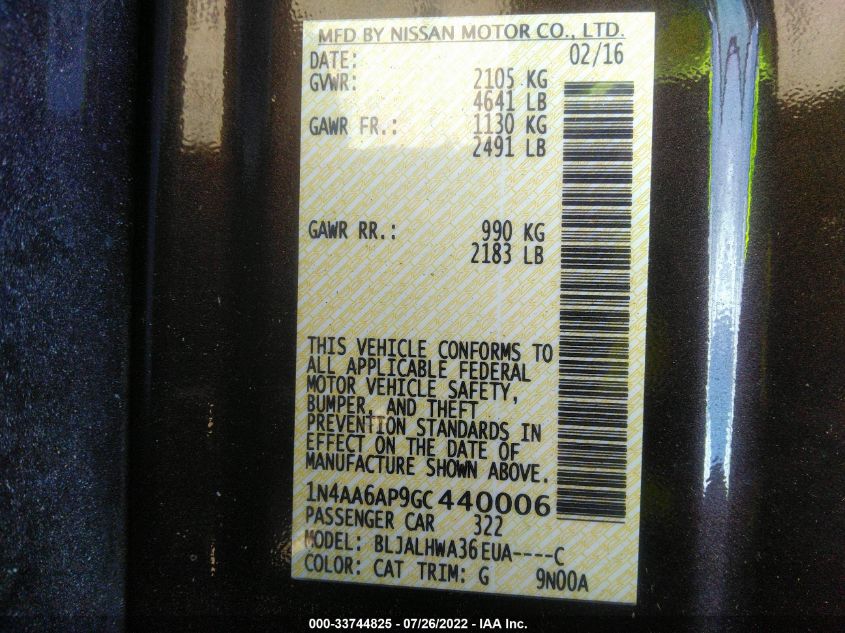 MFD BY NISSAN MOTOR CO., LTD.
DATE: 02/16
GVWR: 2105 KG
4641 LB
GAWR FR.: 1130 KG
2491 LB
GAWR RR.: 990 KG
2183 LB
THIS VEHICLE CONFORMS TO
ALL APPLICABLE FEDERAL
MOTOR VEHICLE SAFETY,
BUMPER, AND THEFT
PREVENTION STANDARDS IN
EFFECT ON THE DATE OF
MANUFACTURE SHOWN ABOVE.
1N4AA6AP9GC440006
PASSENGER CAR 322
MODEL: BLJALHWA36EUA----C
COLOR: CAT TRIM: G 9N00A
000-33744825 - 07/26/2022 - IAA Inc.